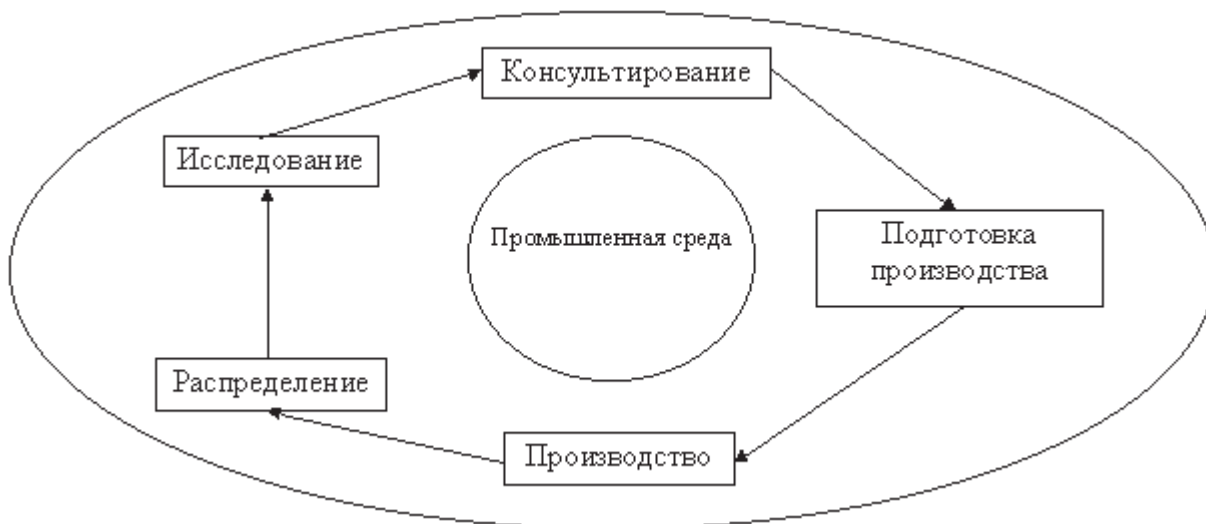 Консультирование
Исследование
Промышленная среда
Подготовка
производства
Распределение
Производство